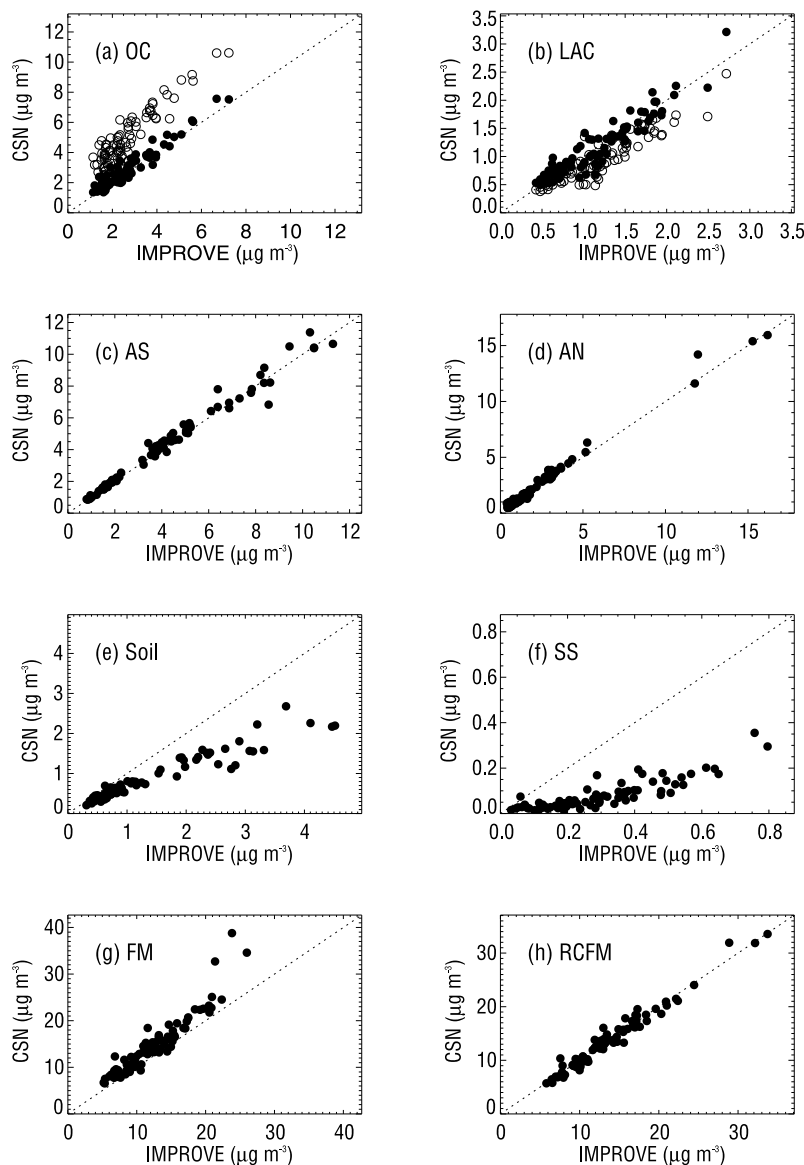 (a) OC
CSN (μg m⁻³)
12
10
8
6
4
2
0
0 2 4 6 8 10 12
IMPROVE (μg m⁻³)
(b) LAC
CSN (μg m⁻³)
3.5
3.0
2.5
2.0
1.5
1.0
0.5
0.0
0.0 0.5 1.0 1.5 2.0 2.5 3.0 3.5
IMPROVE (μg m⁻³)
(c) AS
CSN (μg m⁻³)
12
10
8
6
4
2
0
0 2 4 6 8 10 12
IMPROVE (μg m⁻³)
(d) AN
CSN (μg m⁻³)
15
10
5
0
0 5 10 15
IMPROVE (μg m⁻³)
(e) Soil
CSN (μg m⁻³)
4
3
2
1
0
0 1 2 3 4
IMPROVE (μg m⁻³)
(f) SS
CSN (μg m⁻³)
0.8
0.6
0.4
0.2
0.0
0.0 0.2 0.4 0.6 0.8
IMPROVE (μg m⁻³)
(g) FM
CSN (μg m⁻³)
40
30
20
10
0
0 10 20 30 40
IMPROVE (μg m⁻³)
(h) RCFM
CSN (μg m⁻³)
30
20
10
0
0 10 20 30
IMPROVE (μg m⁻³)